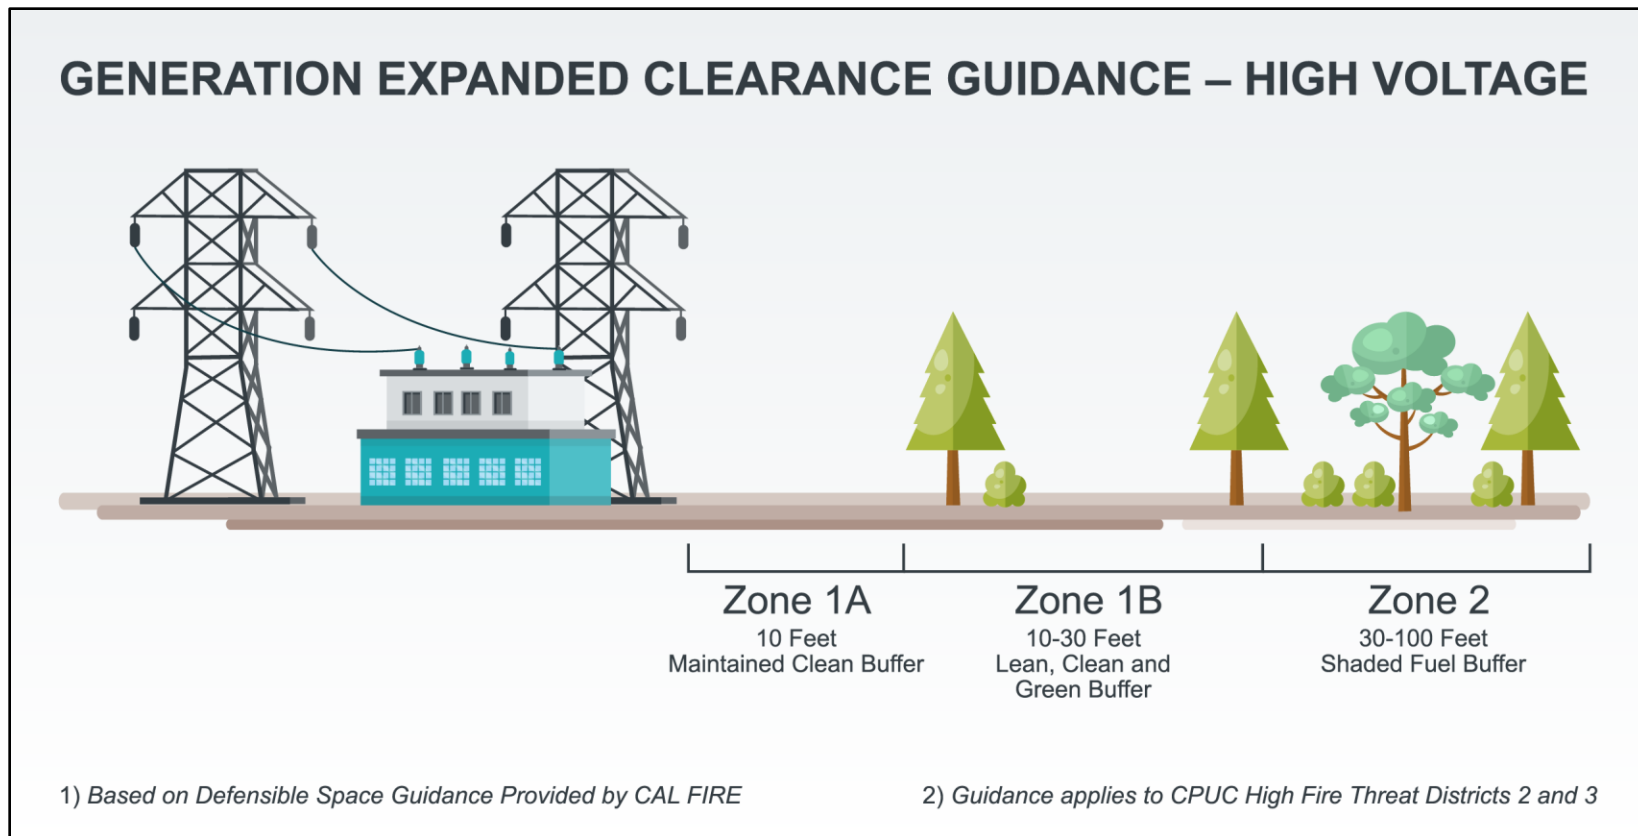 GENERATION EXPANDED CLEARANCE GUIDANCE – HIGH VOLTAGE
Zone 1A
10 Feet
Maintained Clean Buffer
Zone 1B
10-30 Feet
Lean, Clean and
Green Buffer
Zone 2
30-100 Feet
Shaded Fuel Buffer
1) Based on Defensible Space Guidance Provided by CAL FIRE
2) Guidance applies to CPUC High Fire Threat Districts 2 and 3